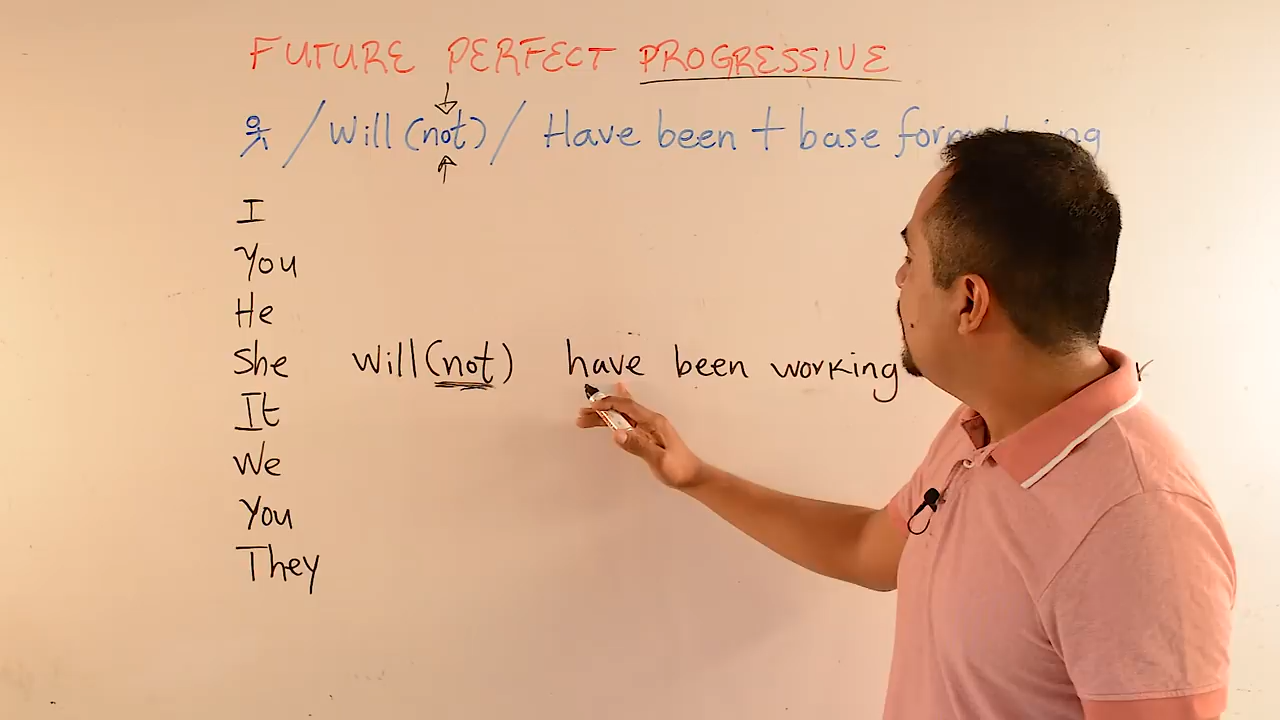 FUTURE PERFECT PROGRESSIVE
/ Will (not) / Have been + base form
I
You
He
She will (not) have been working
It
We
You
They